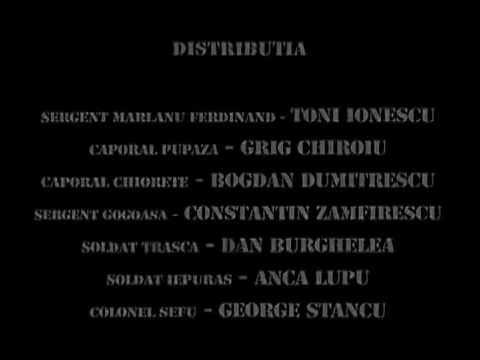 DISTRIBUTIA
SERGENT MARLANU FERDINAND - TONI IONESCU
CAPORAL PUPAZA - GRIG CHIROIU
CAPORAL CHIORETE - BOGDAN DUMITRESCU
SERGENT GOGOASA - CONSTANTIN ZAMFIRESCU
SOLDAT TRASCA - DAN BURGHELEA
SOLDAT IEPURAS - ANCA LUPU
COLONEL SEFU - GEORGE STANCU